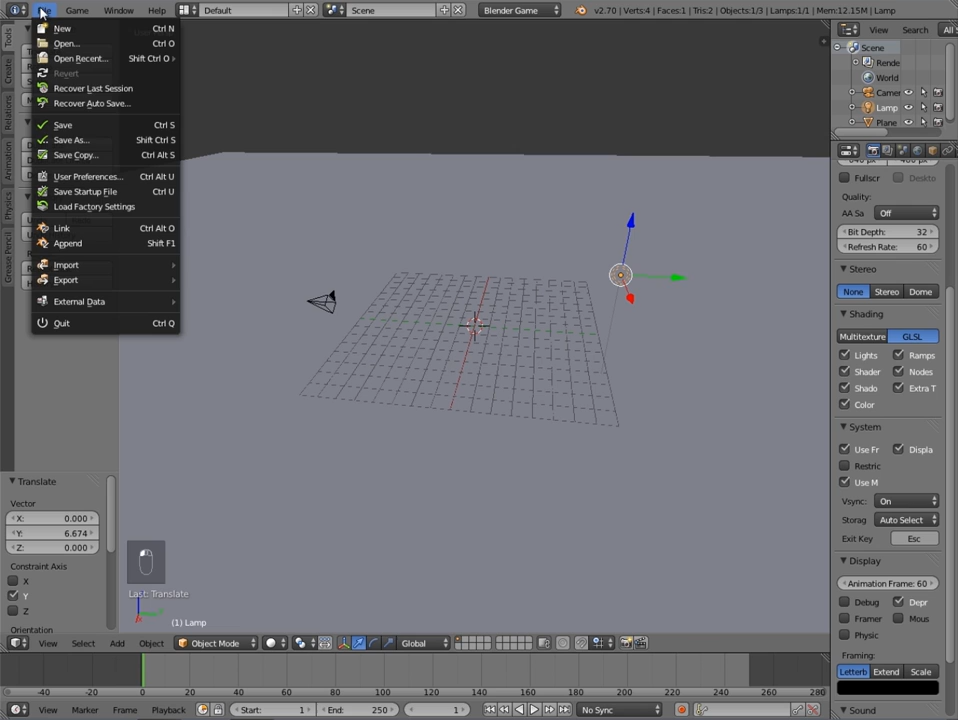 Game Window Help Default Scene Blender Game v2.70 | Verts:4 | Faces:1 | Tris:2 | Objects:1/3 | Lamps:1/1 | Mem:12.15M | Lamp
New Ctrl N
Open... Ctrl O
Open Recent... Shift Ctrl O
Revert
Recover Last Session
Recover Auto Save...
Save Ctrl S
Save As... Shift Ctrl S
Save Copy... Ctrl Alt S
User Preferences... Ctrl Alt U
Save Startup File Ctrl U
Load Factory Settings
Link Ctrl Alt O
Append Shift F1
Import
Export
External Data
Quit Ctrl Q
Tools
Create
Relations
Animation
Physics
Grease Pencil
Translate
Vector
X: 0.000
Y: 6.674
Z: 0.000
Constraint Axis
X
Y
Z
Orientation
Last: Translate
(1) Lamp
View Select Add Object Object Mode Global
-40 -20 0 20 40 60 80 100 120 140 160 180 200 220 240 260 280
View Marker Frame Playback Start: 1 End: 250 1 No Sync
View Search All
Scene
Rende
World
Camer
Lamp
Plane
Fullscr Deskto
Quality:
AA Sa Off
Bit Depth: 32
Refresh Rate: 60
Stereo
None Stereo Dome
Shading
Multitexture GLSL
Lights Ramps
Shader Nodes
Shado Extra T
Color
System
Use Fr Displa
Restric
Use M
Vsync: On
Storag Auto Select
Exit Key Esc
Display
Animation Frame: 60
Debug Depr
Framer Mous
Physic
Framing:
Letterb Extend Scale
Sound